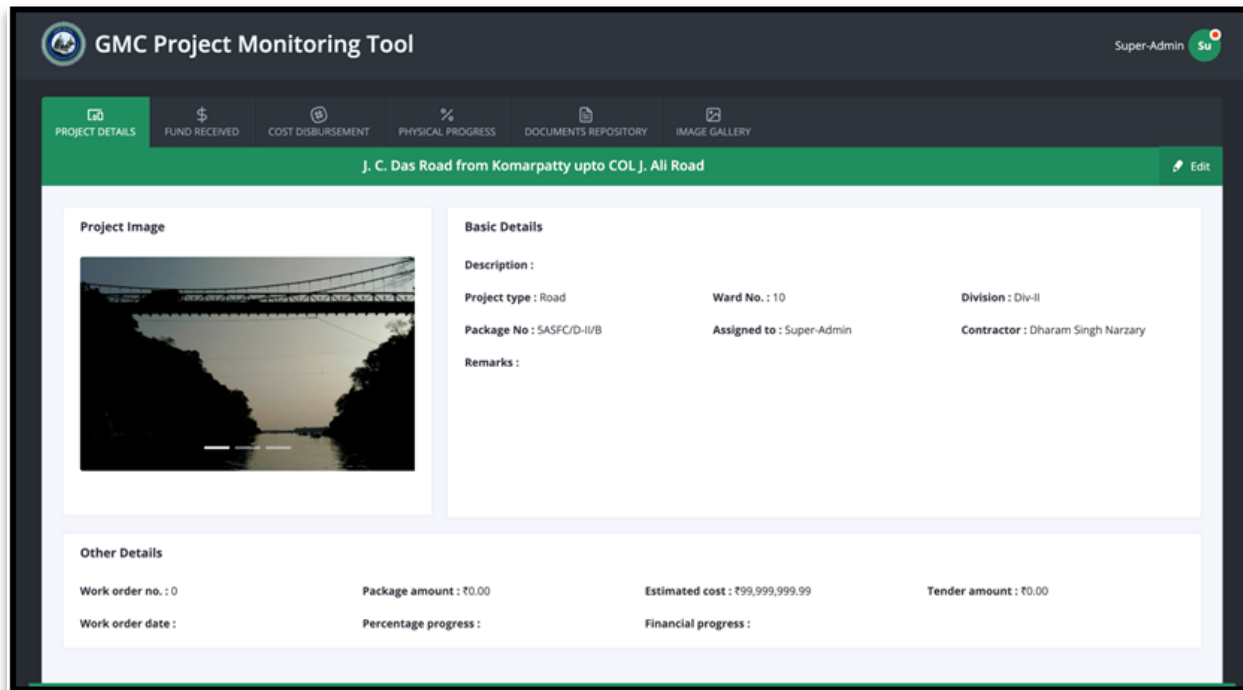 GMC Project Monitoring Tool
Super-Admin Su
PROJECT DETAILS FUND RECEIVED COST DISBURSEMENT PHYSICAL PROGRESS DOCUMENTS REPOSITORY IMAGE GALLERY
J. C. Das Road from Komarpatty upto COL J. Ali Road
Edit
Project Image
Basic Details
Description :
Project type : Road Ward No. : 10 Division : Div-II
Package No : 5ASFC/D-II/B Assigned to : Super-Admin Contractor : Dharam Singh Narzary
Remarks :
Other Details
Work order no. : 0 Package amount : ₹0.00 Estimated cost : ₹99,999,999.99 Tender amount : ₹0.00
Work order date : Percentage progress : Financial progress :